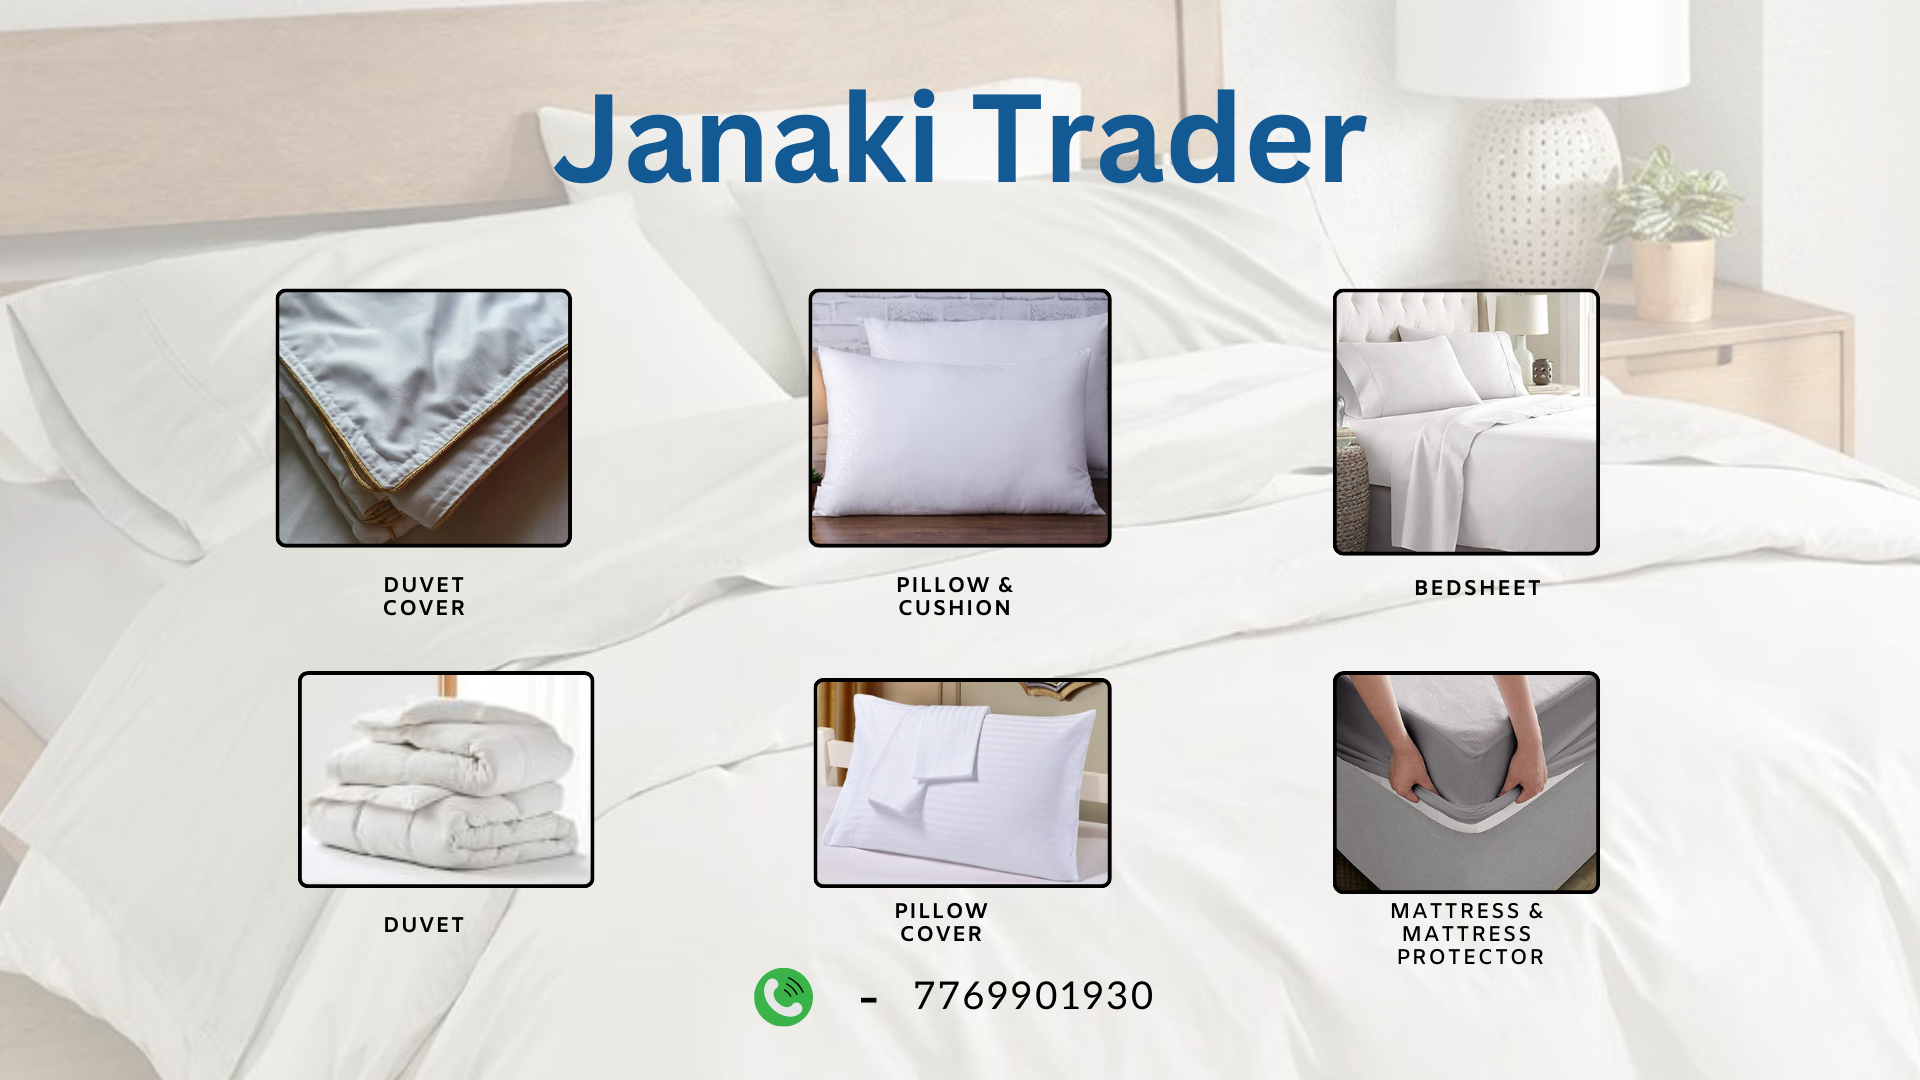 Janaki Trader
DUVET
COVER
PILLOW &
CUSHION
BEDSHEET
DUVET
PILLOW
COVER
MATTRESS &
MATTRESS
PROTECTOR
- 7769901930